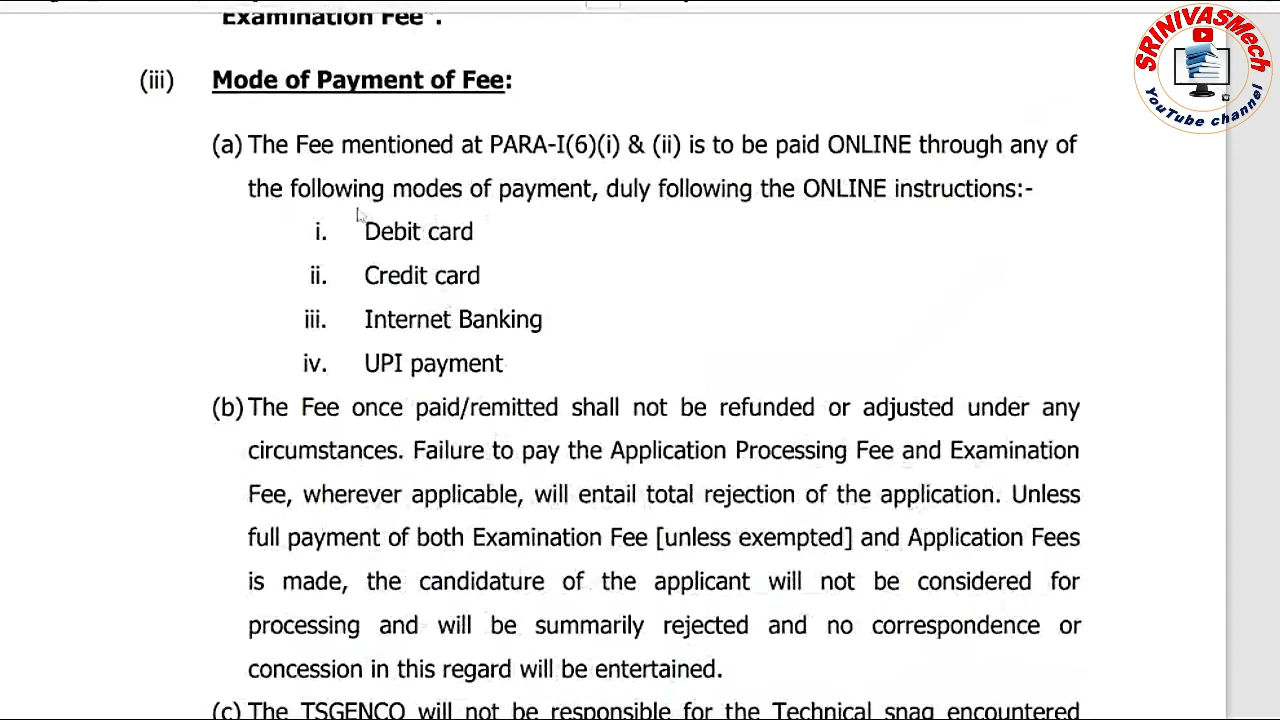 Examination Fee".
(iii) Mode of Payment of Fee:
(a) The Fee mentioned at PARA-I(6)(i) & (ii) is to be paid ONLINE through any of
the following modes of payment, duly following the ONLINE instructions:-
i. Debit card
ii. Credit card
iii. Internet Banking
iv. UPI payment
(b) The Fee once paid/remitted shall not be refunded or adjusted under any
circumstances. Failure to pay the Application Processing Fee and Examination
Fee, wherever applicable, will entail total rejection of the application. Unless
full payment of both Examination Fee [unless exempted] and Application Fees
is made, the candidature of the applicant will not be considered for
processing and will be summarily rejected and no correspondence or
concession in this regard will be entertained.
(c) The TSGENCO will not be responsible for the Technical snag encountered
SRINIVASMech
YouTube channel